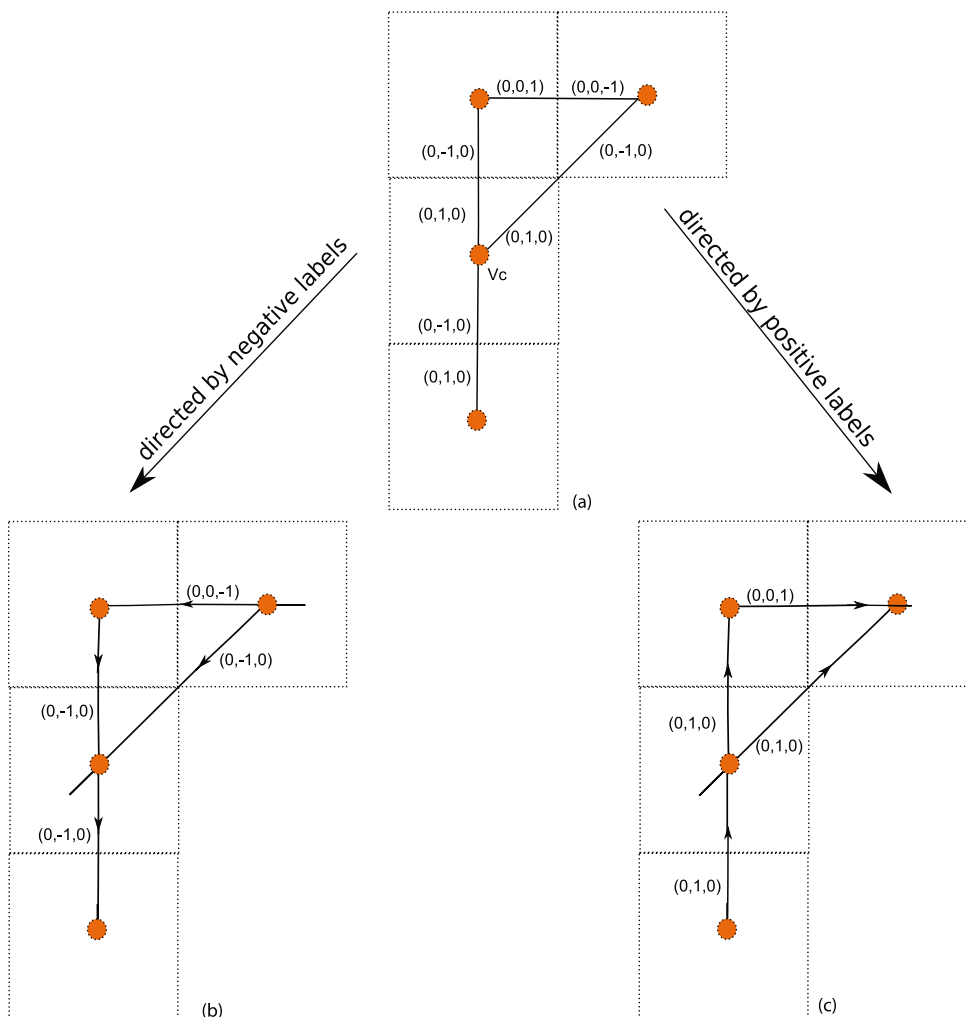 (0,0,1) (0,0,-1)
(0,-1,0) (0,-1,0)
(0,1,0) (0,1,0)
Vc
(0,-1,0)
(0,1,0)
(a)
directed by negative labels
directed by positive labels
(0,0,-1)
(0,-1,0)
(0,-1,0)
(0,-1,0)
(b)
(0,0,1)
(0,1,0) (0,1,0)
(0,1,0)
(c)